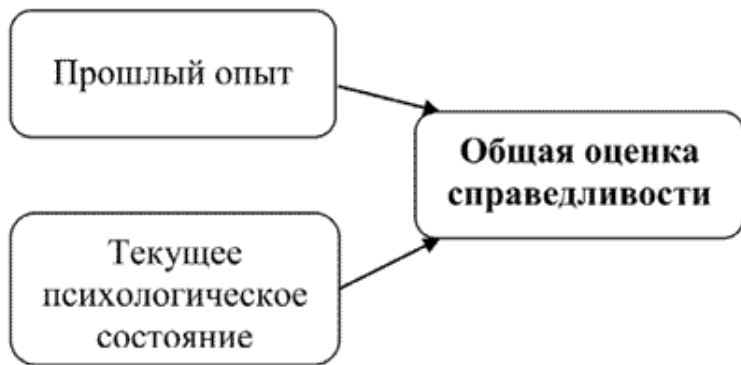 Прошлый опыт
Общая оценка
справедливости
Текущее
психологическое
состояние